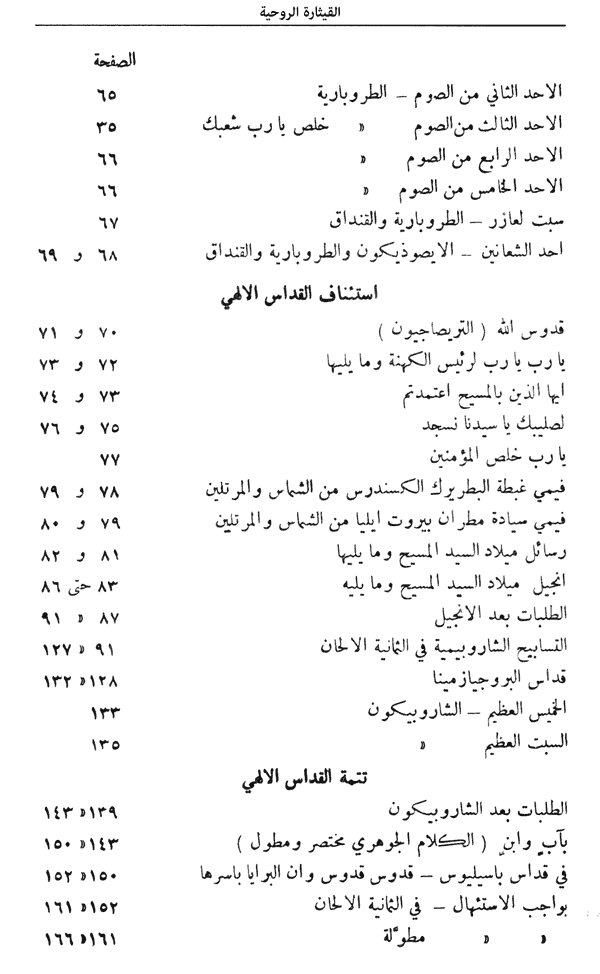 القيثارة الروحية
الصفحة
الاحد الثاني من الصوم – الطروبارية ٦٥
الاحد الثالث من الصوم « خلص يا رب شعبك ٣٥
الاحد الرابع من الصوم « ٦٦
الاحد الخامس من الصوم « ٦٦
سبت لعازر – الطروبارية والقنداق ٦٧
احد الشعانين – الايصوذيكون والطروبارية والقنداق ٦٨ و ٦٩
استئناف القداس الالهي
قدوس الله ( التريصاجيون ) ٧٠ و ٧١
يا رب يا رب لرئيس الكهنة وما يليها ٧٢ و ٧٣
ايها الذين بالمسيح اعتمدتم ٧٣ و ٧٤
لصليبك يا سيدنا نسجد ٧٥ و ٧٦
يا رب خلص المؤمنين ٧٧
فيمي غبطة البطريرك الكسندرس من الشماس والمرتلين ٧٨ و ٧٩
فيمي سيادة مطران بيروت ايليا من الشماس والمرتلين ٧٩ و ٨٠
رسائل ميلاد السيد المسيح وما يليها ٨١ و ٨٢
انجيل ميلاد السيد المسيح وما يليه ٨٣ حتى ٨٦
الطلبات بعد الانجيل ٨٧ « ٩١
التسابيح الشاروبيمية في الثمانية الالحان ٩١ « ١٢٧
قداس البروجيازمينا ١٢٨ « ١٣٢
الخميس العظيم – الشاروبيكون ١٣٣
السبت العظيم « ١٣٥
تتمة القداس الالهي
الطلبات بعد الشاروبيكون ١٣٩ « ١٤٣
بآبٍ وابنٍ ( الكلام الجوهري مختصر ومطول ) ١٤٣ « ١٥٠
في قداس باسيليوس – قدوس قدوس وان البرايا باسرها ١٥٠ « ١٥٢
بواجب الاستئهال – في الثمانية الالحان ١٥٢ « ١٦١
« « مطوَّلة ١٦١ « ١٦٦